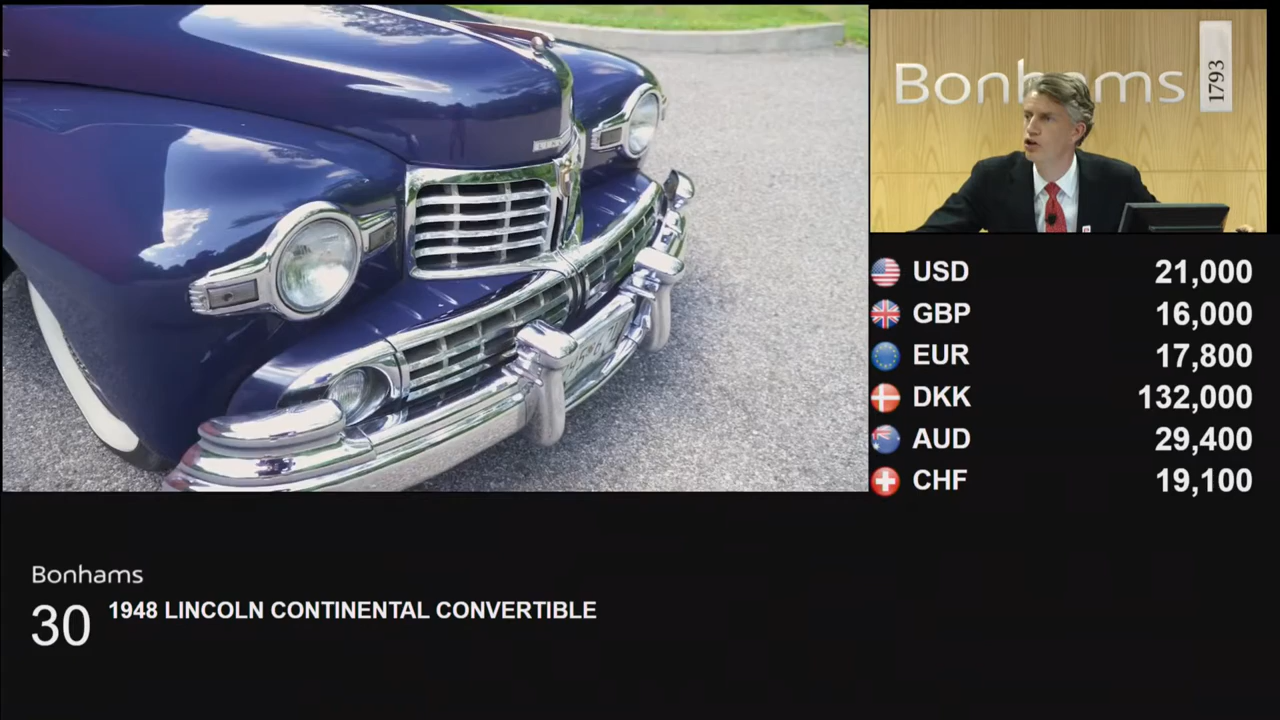 Bonhams
1793
USD 21,000
GBP 16,000
EUR 17,800
DKK 132,000
AUD 29,400
CHF 19,100
Bonhams
30 1948 LINCOLN CONTINENTAL CONVERTIBLE